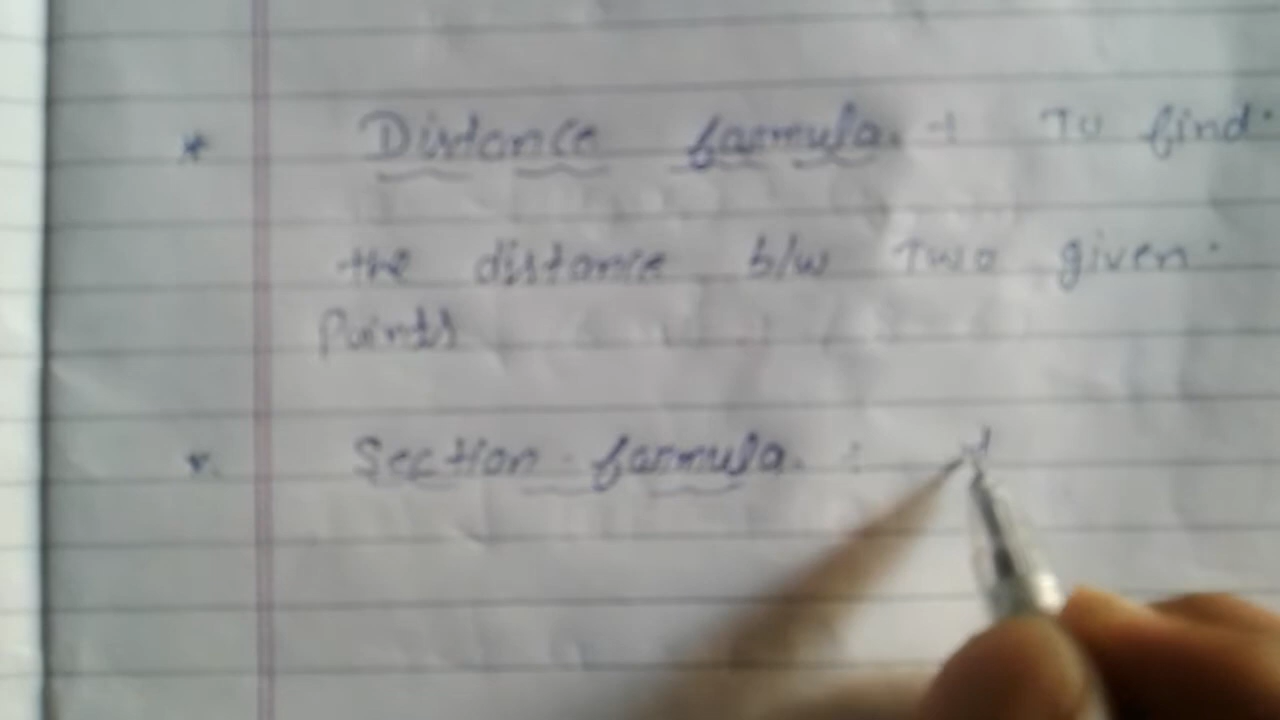 * Distance formula. + To find.
the distance b/w two given.
Points
Section formula. :